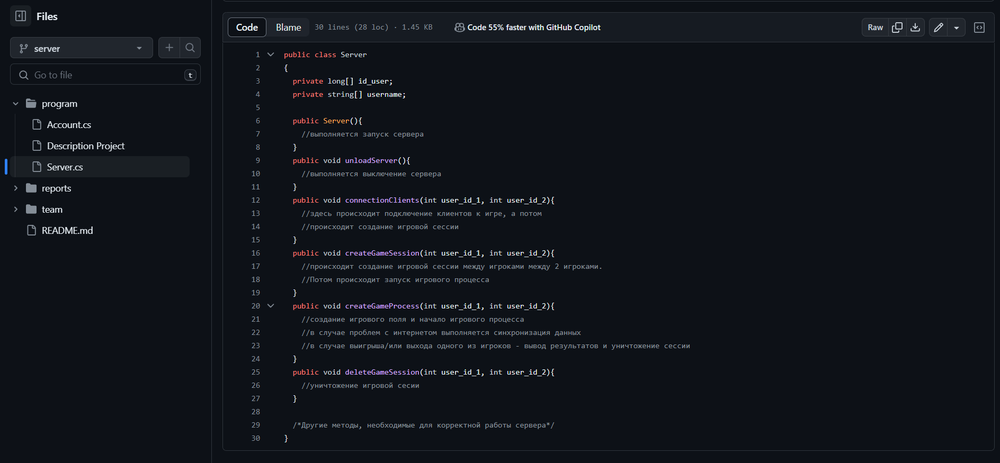 Files
server
Go to file
t
program
Account.cs
Description Project
Server.cs
reports
team
README.md
Code
Blame
30 lines (28 loc) · 1.45 KB
Code 55% faster with GitHub Copilot
Raw
1 public class Server
2 {
3 private long[] id_user;
4 private string[] username;
5
6 public Server(){
7 //выполняется запуск сервера
8 }
9 public void unloadServer(){
10 //выполняется выключение сервера
11 }
12 public void connectionClients(int user_id_1, int user_id_2){
13 //здесь происходит подключение клиентов к игре, а потом
14 //происходит создание игровой сессии
15 }
16 public void createGameSession(int user_id_1, int user_id_2){
17 //происходит создание игровой сессии между игроками между 2 игроками.
18 //Потом происходит запуск игрового процесса
19 }
20 public void createGameProcess(int user_id_1, int user_id_2){
21 //создание игрового поля и начало игрового процесса
22 //в случае проблем с интернетом выполняется синхронизация данных
23 //в случае выигрыша/или выхода одного из игроков - вывод результатов и уничтожение сессии
24 }
25 public void deleteGameSession(int user_id_1, int user_id_2){
26 //уничтожение игровой сесии
27 }
28
29 /*Другие методы, необходимые для корректной работы сервера*/
30 }